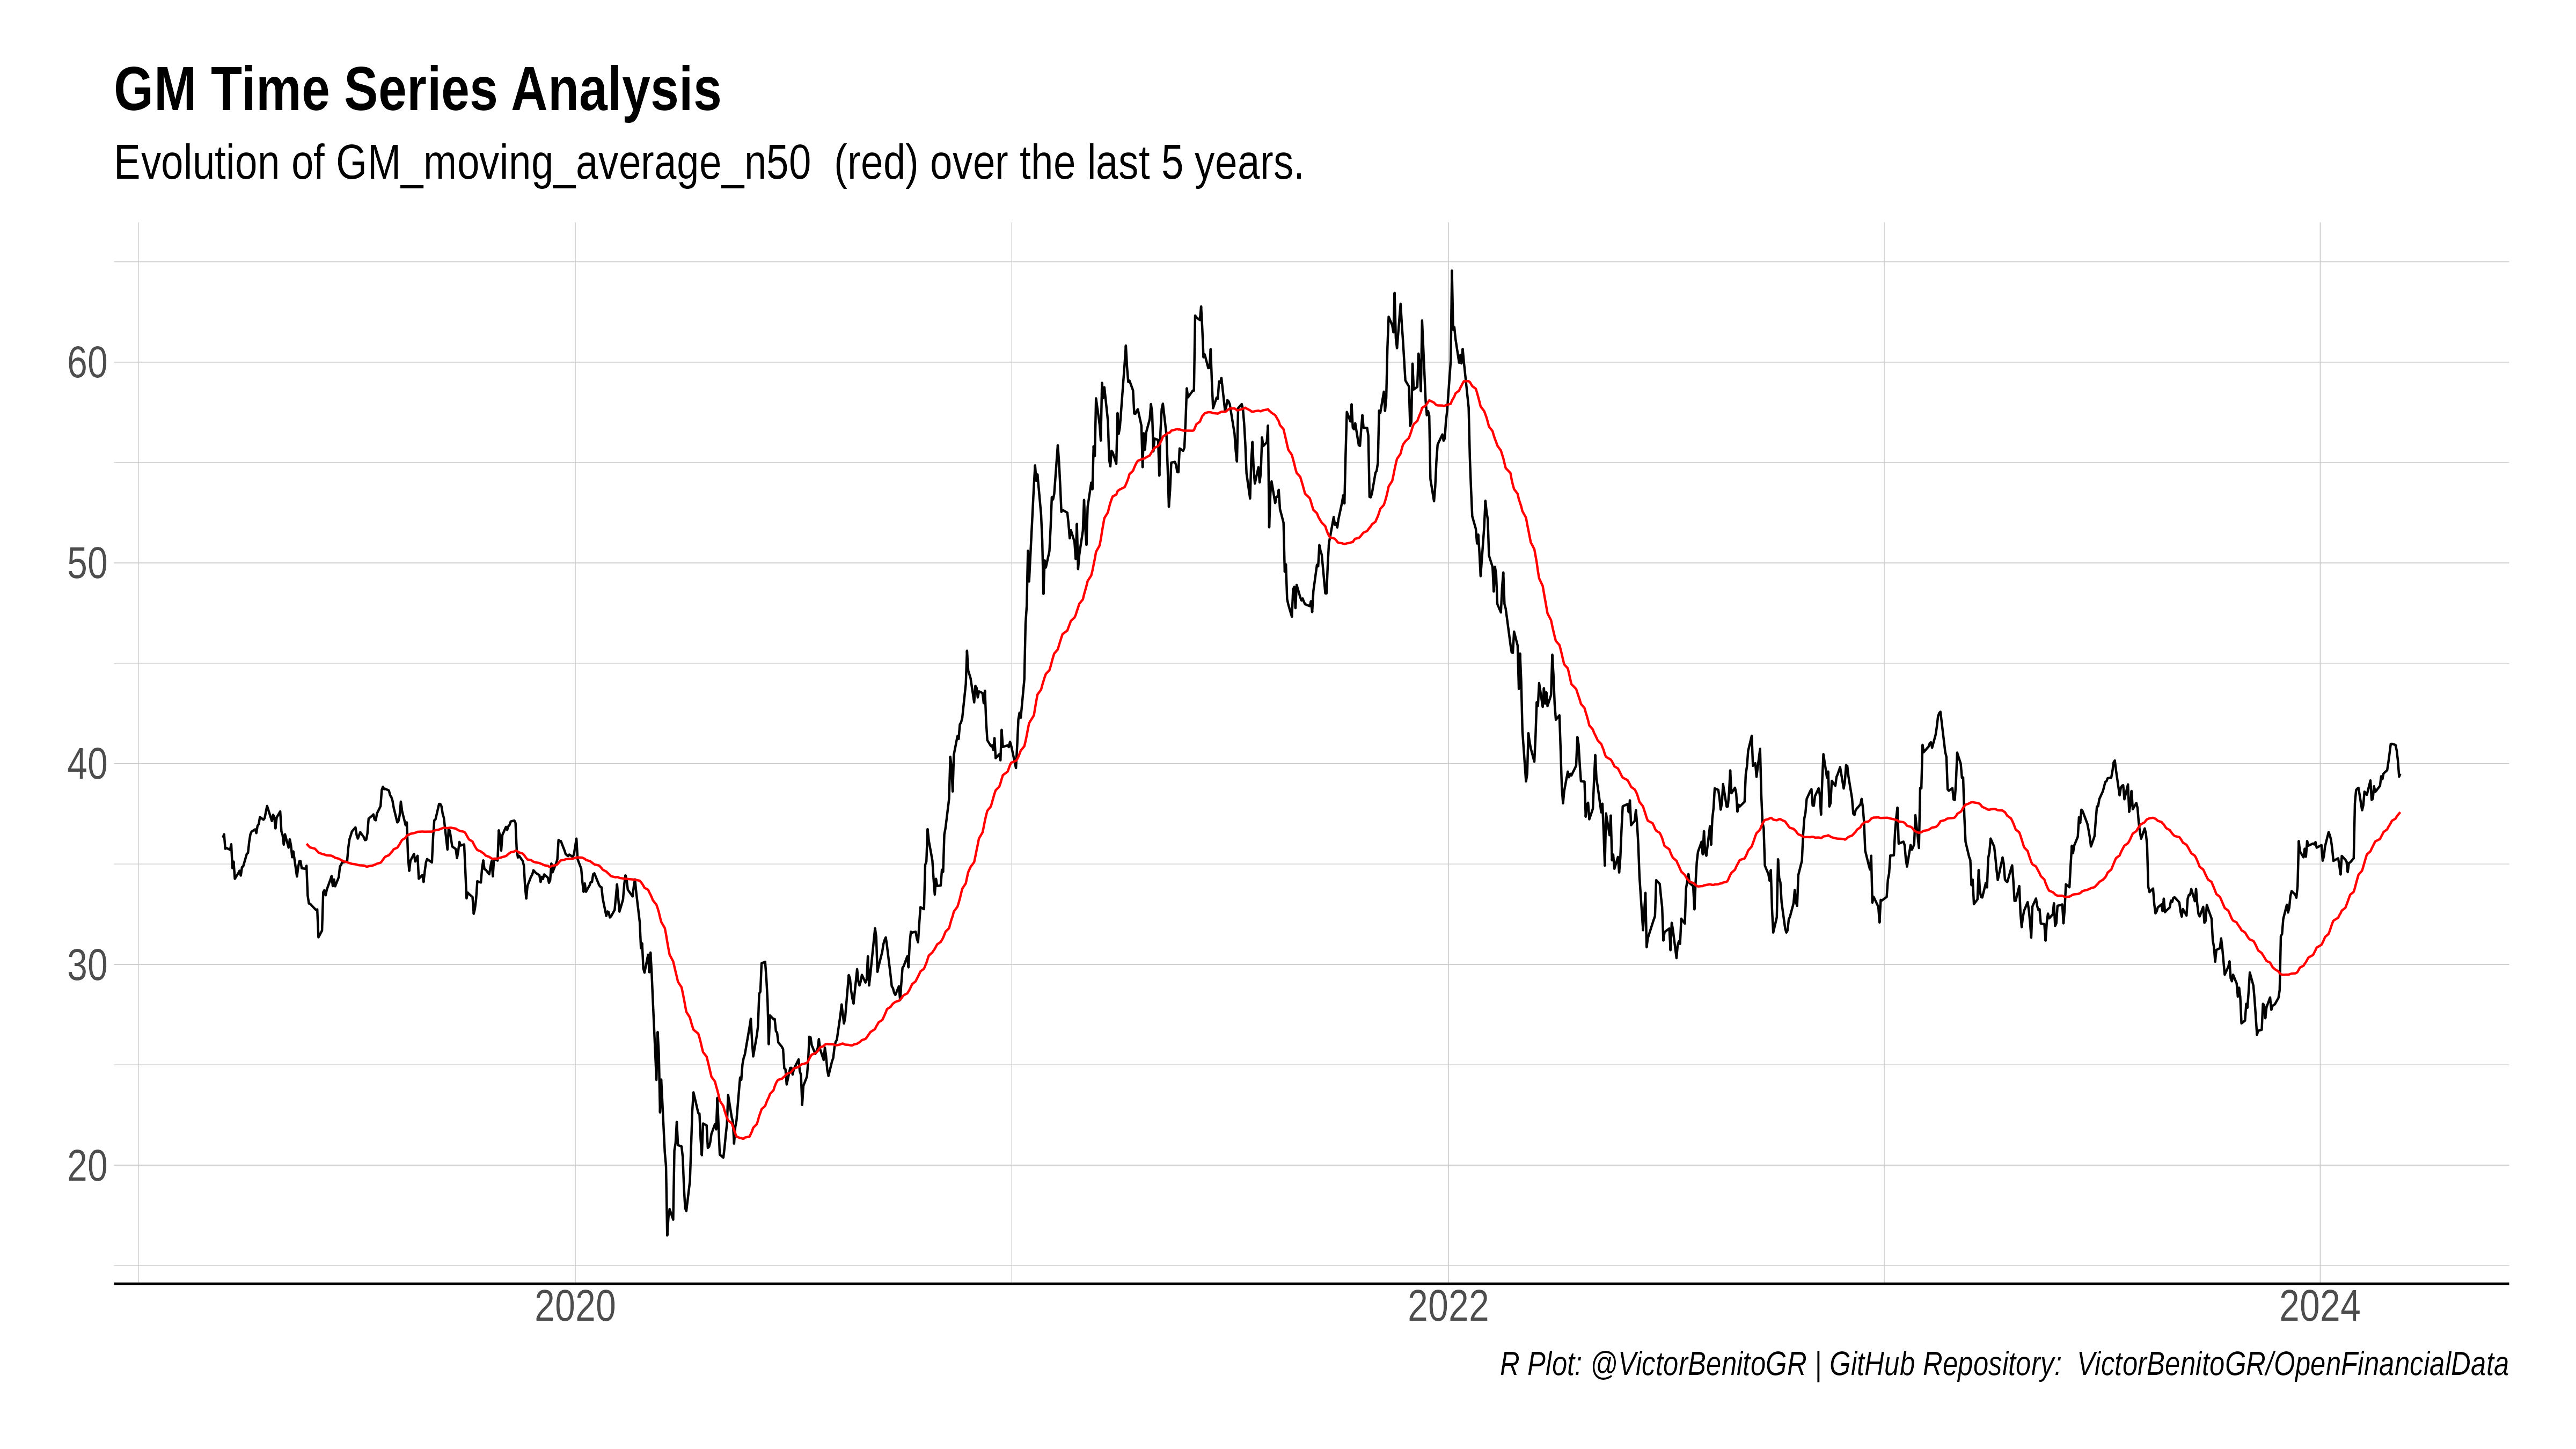 GM Time Series Analysis
Evolution of GM_moving_average_n50  (red) over the last 5 years.
60
50
40
30
20
2020 2022 2024
R Plot: @VictorBenitoGR | GitHub Repository:  VictorBenitoGR/OpenFinancialData